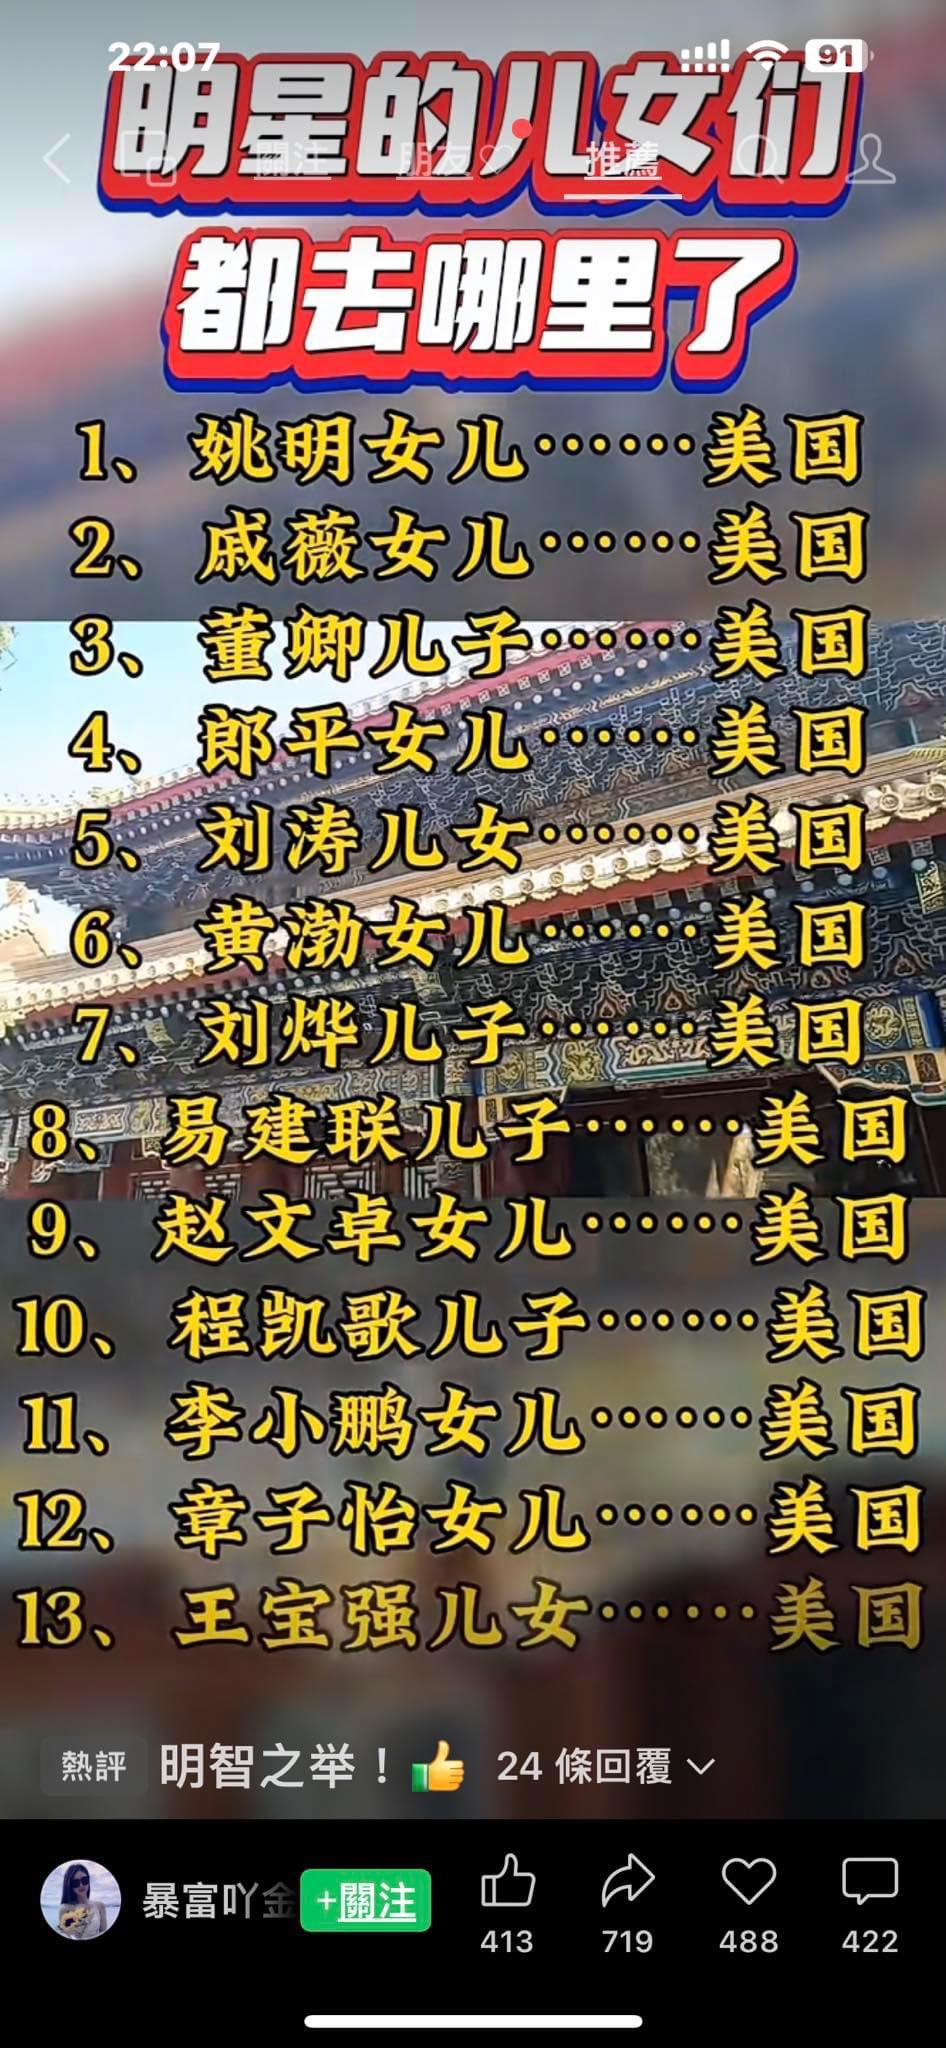 22:07
91
明星的儿女们
關注 朋友♡ 推薦
都去哪里了
1、姚明女儿……美国
2、戚薇女儿……美国
3、董卿儿子……美国
4、郎平女儿……美国
5、刘涛儿女……美国
6、黄渤女儿……美国
7、刘烨儿子……美国
8、易建联儿子……美国
9、赵文卓女儿……美国
10、程凯歌儿子……美国
11、李小鹏女儿……美国
12、章子怡女儿……美国
13、王宝强儿女……美国
熱評 明智之举！👍 24 條回覆
暴富吖金 +關注
413 719 488 422